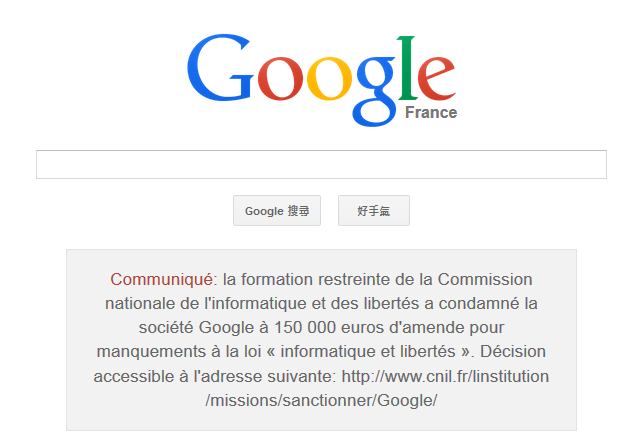 Google
France
Google 搜尋
好手氣
Communiqué: la formation restreinte de la Commission
nationale de l'informatique et des libertés a condamné la
société Google à 150 000 euros d'amende pour
manquements à la loi « informatique et libertés ». Décision
accessible à l'adresse suivante: http://www.cnil.fr/linstitution
/missions/sanctionner/Google/